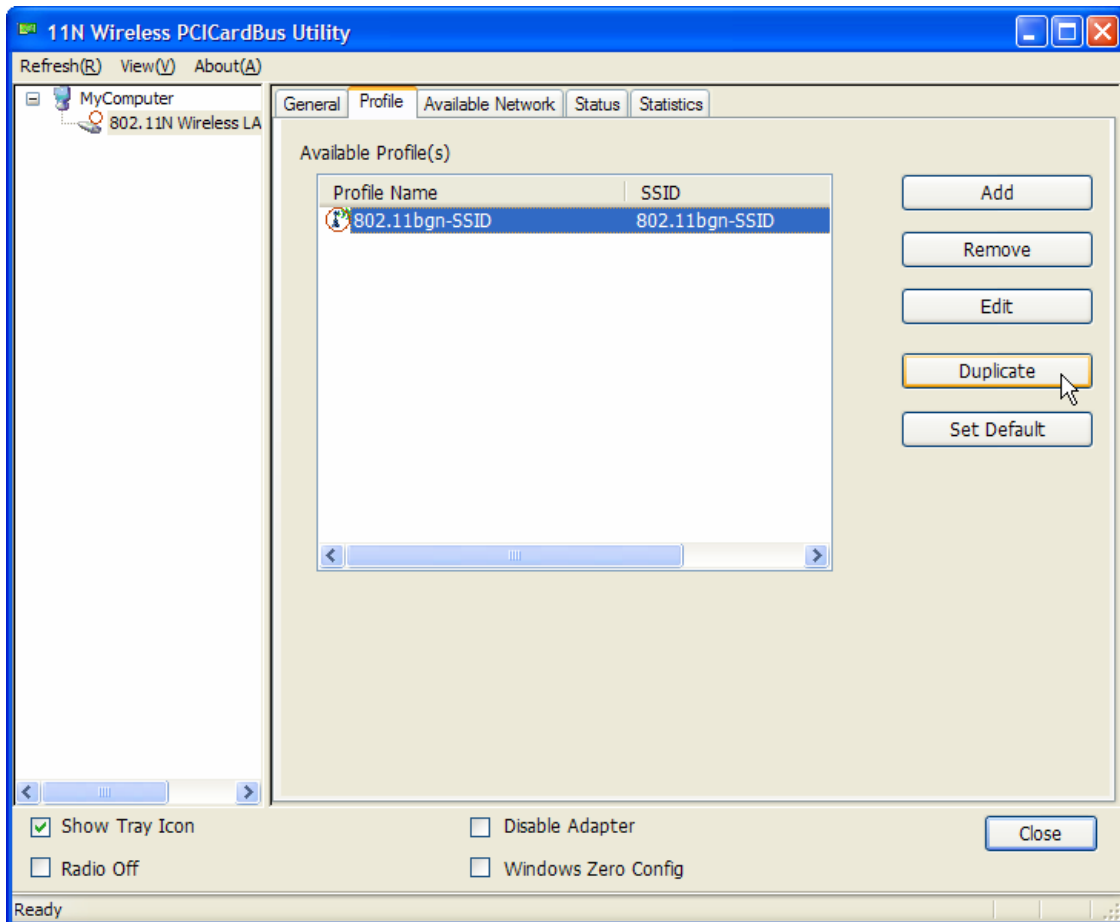 11N Wireless PCICardBus Utility
Refresh(R) View(V) About(A)
MyComputer
802.11N Wireless LA
General Profile Available Network Status Statistics
Available Profile(s)
Profile Name SSID
802.11bgn-SSID 802.11bgn-SSID
Add
Remove
Edit
Duplicate
Set Default
Show Tray Icon Disable Adapter
Close
Radio Off Windows Zero Config
Ready